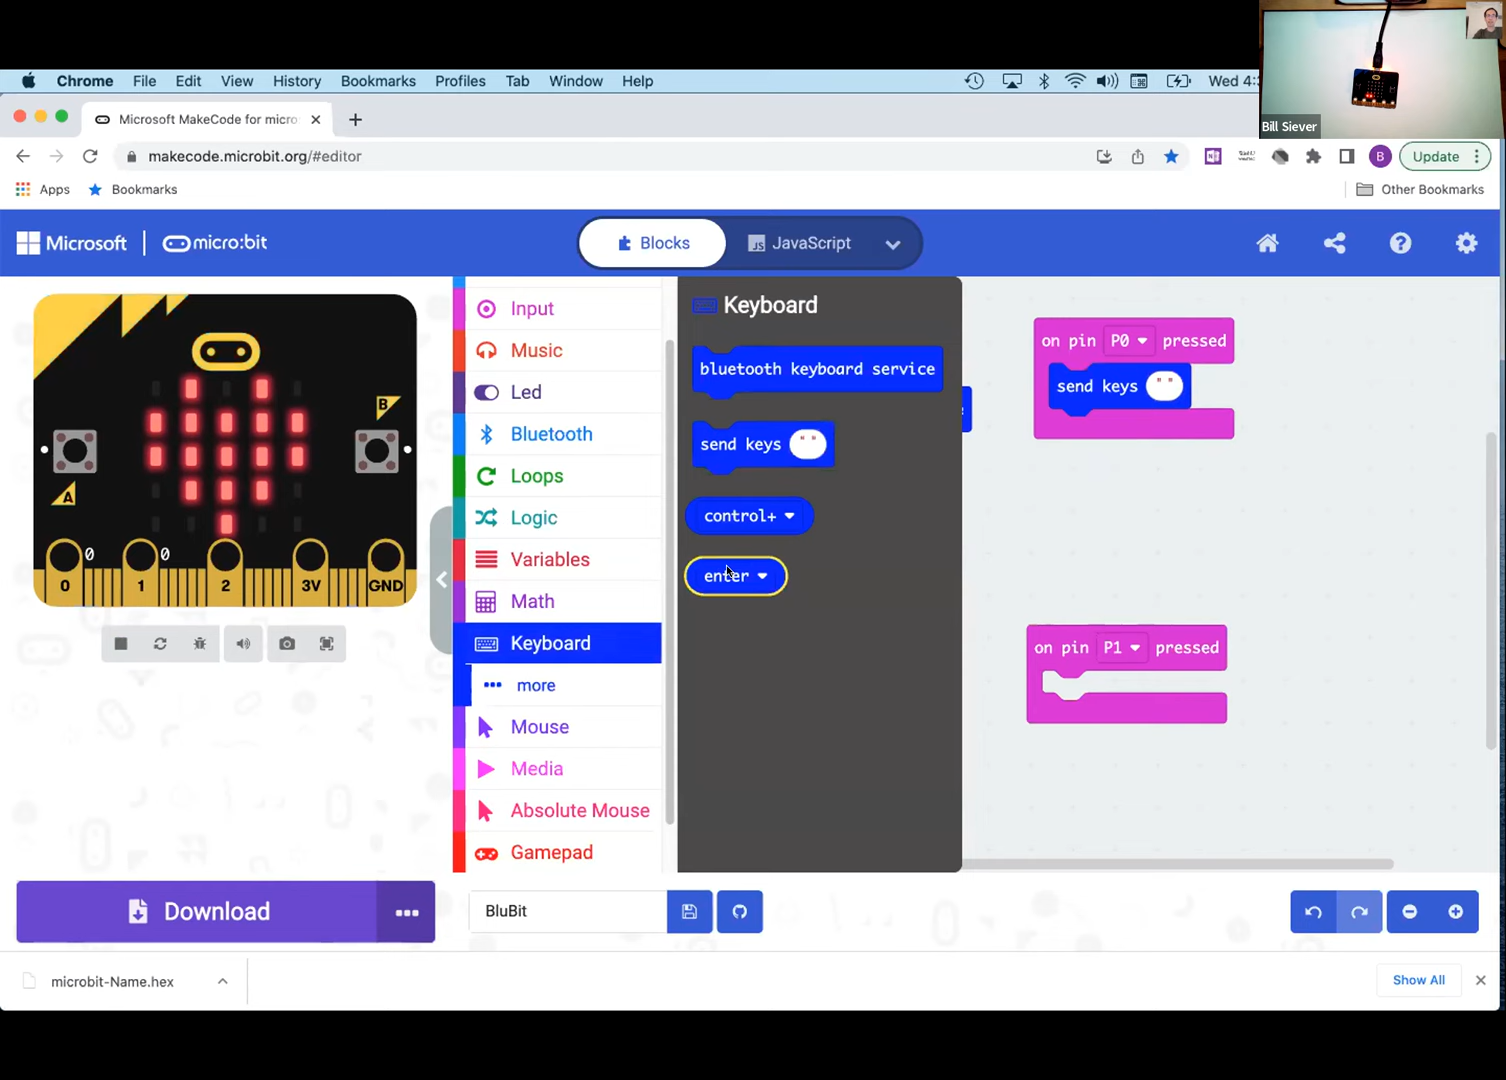 Chrome File Edit View History Bookmarks Profiles Tab Window Help Wed 4:
Bill Siever
Microsoft MakeCode for micro
makecode.microbit.org/#editor
B Update
Apps Bookmarks Other Bookmarks
Microsoft micro:bit Blocks JS JavaScript
A
B
0 0
0 1 2 3V GND
Input
Music
Led
Bluetooth
Loops
Logic
Variables
Math
Keyboard
more
Mouse
Media
Absolute Mouse
Gamepad
Keyboard
bluetooth keyboard service
send keys " "
control+
enter
on pin P0 pressed
send keys " "
on pin P1 pressed
Download
BluBit
microbit-Name.hex
Show All